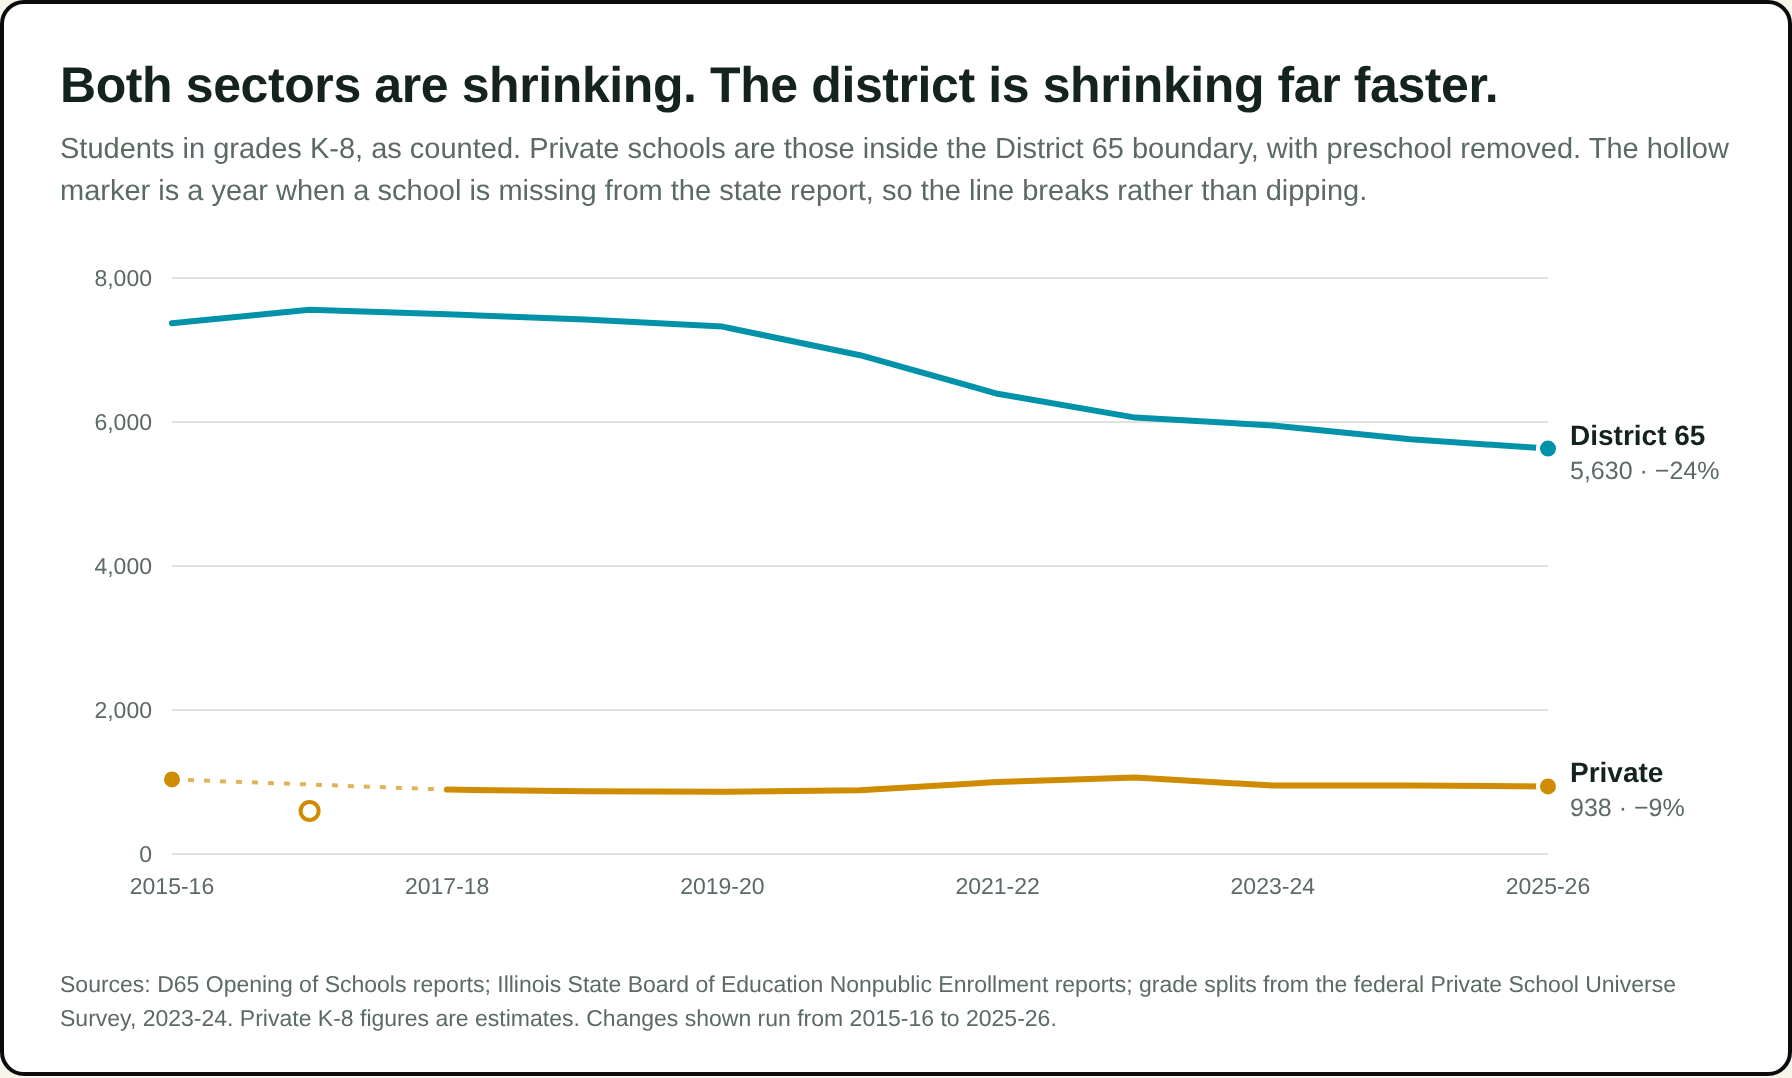 Both sectors are shrinking. The district is shrinking far faster.
Students in grades K-8, as counted. Private schools are those inside the District 65 boundary, with preschool removed. The hollow
marker is a year when a school is missing from the state report, so the line breaks rather than dipping.
8,000
6,000
4,000
2,000
0
District 65
5,630 · −24%
Private
938 · −9%
2015-16
2017-18
2019-20
2021-22
2023-24
2025-26
Sources: D65 Opening of Schools reports; Illinois State Board of Education Nonpublic Enrollment reports; grade splits from the federal Private School Universe
Survey, 2023-24. Private K-8 figures are estimates. Changes shown run from 2015-16 to 2025-26.